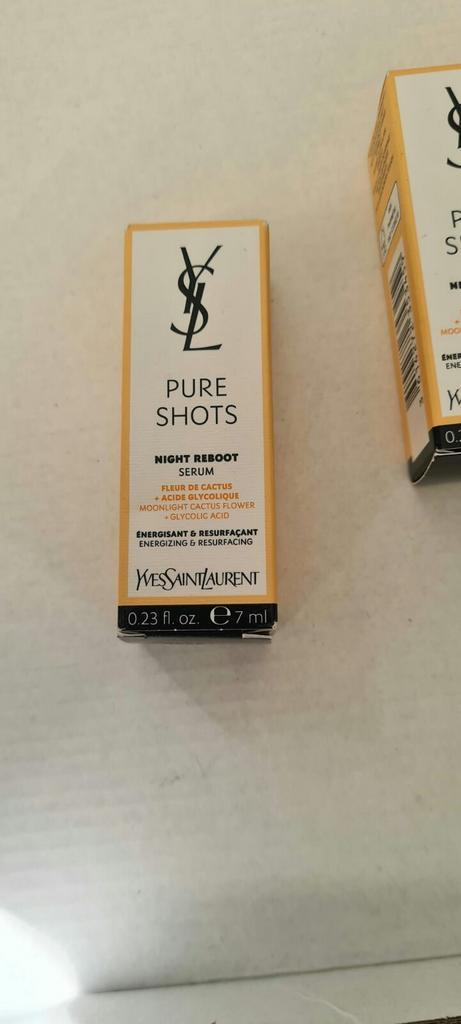 YSL
PURE
SHOTS
NIGHT REBOOT
SERUM
FLEUR DE CACTUS
+ ACIDE GLYCOLIQUE
MOONLIGHT CACTUS FLOWER
+ GLYCOLIC ACID
ÉNERGISANT & RESURFAÇANT
ENERGIZING & RESURFACING
YVESSAINTLAURENT
0.23 fl. oz. e 7 ml